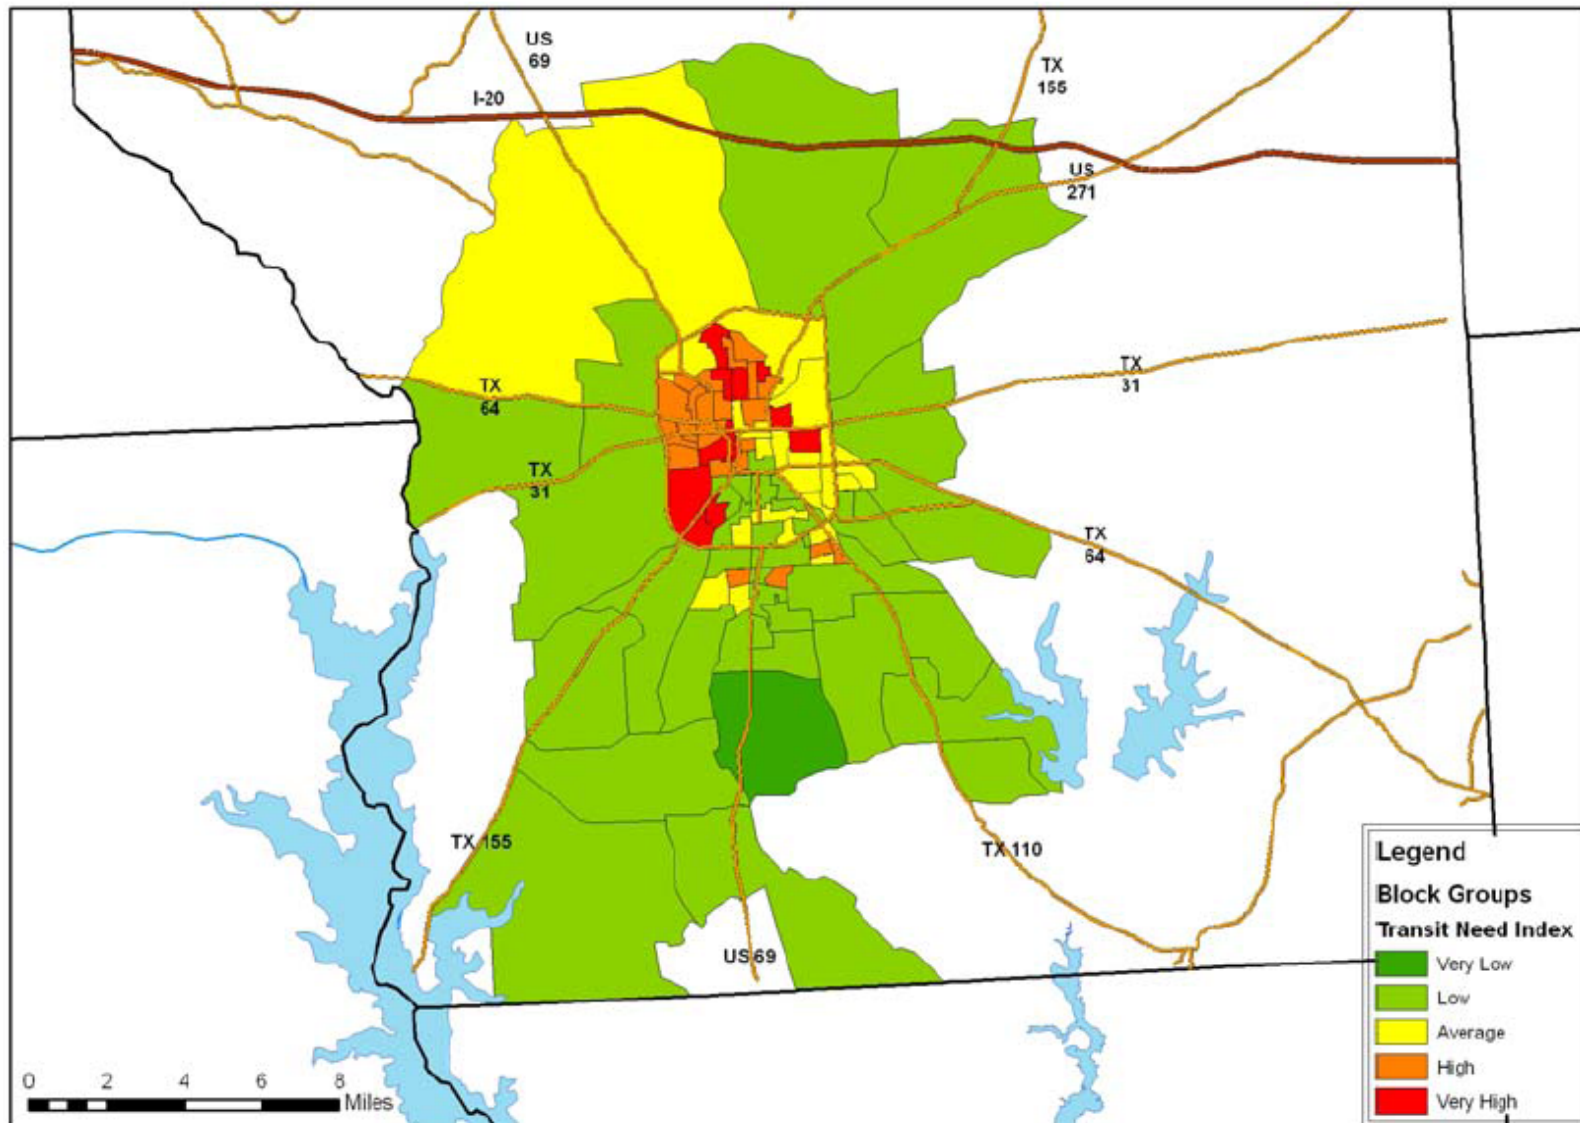 US
69
TX
155
I-20
US
271
TX
31
TX
64
TX
31
TX
64
TX 155
TX 110
US 69
Legend
Block Groups
Transit Need Index
Very Low
Low
Average
High
Very High
0 2 4 6 8
Miles